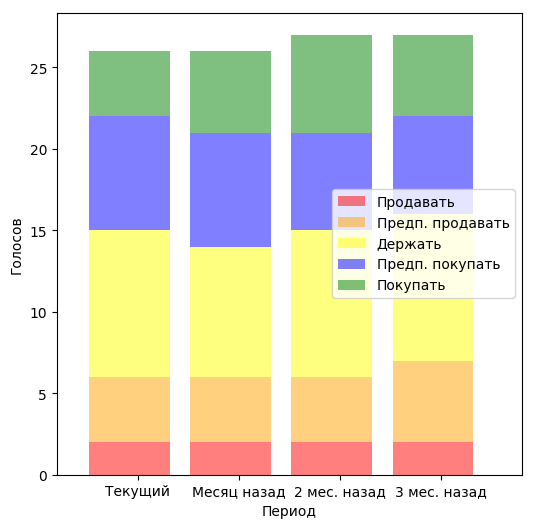 25
20
15
10
5
0
Голосов
Продавать
Предп. продавать
Держать
Предп. покупать
Покупать
Текущий Месяц назад 2 мес. назад 3 мес. назад
Период